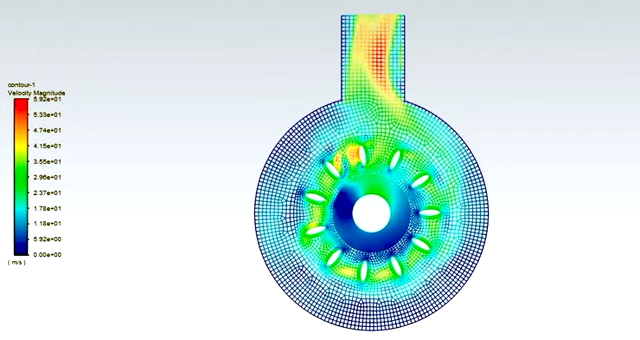 contour-1
Velocity Magnitude
5.92e+01
5.33e+01
4.74e+01
4.15e+01
3.55e+01
2.96e+01
2.37e+01
1.78e+01
1.18e+01
5.92e+00
0.00e+00
( m/s )